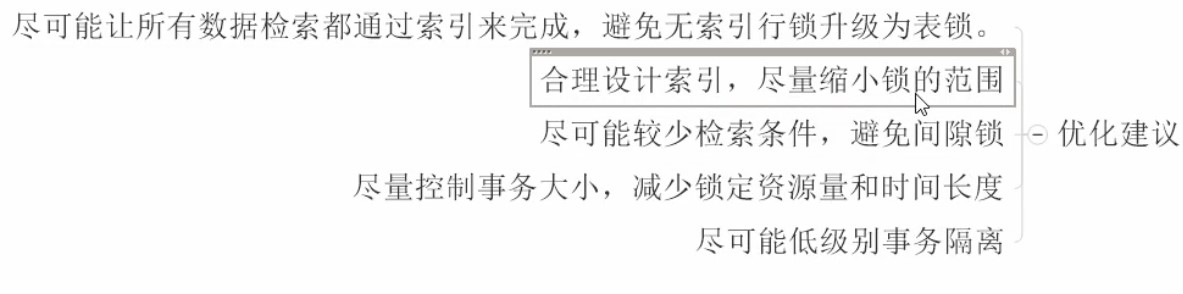 尽可能让所有数据检索都通过索引来完成，避免无索引行锁升级为表锁。
合理设计索引，尽量缩小锁的范围
尽可能较少检索条件，避免间隙锁
优化建议
尽量控制事务大小，减少锁定资源量和时间长度
尽可能低级别事务隔离